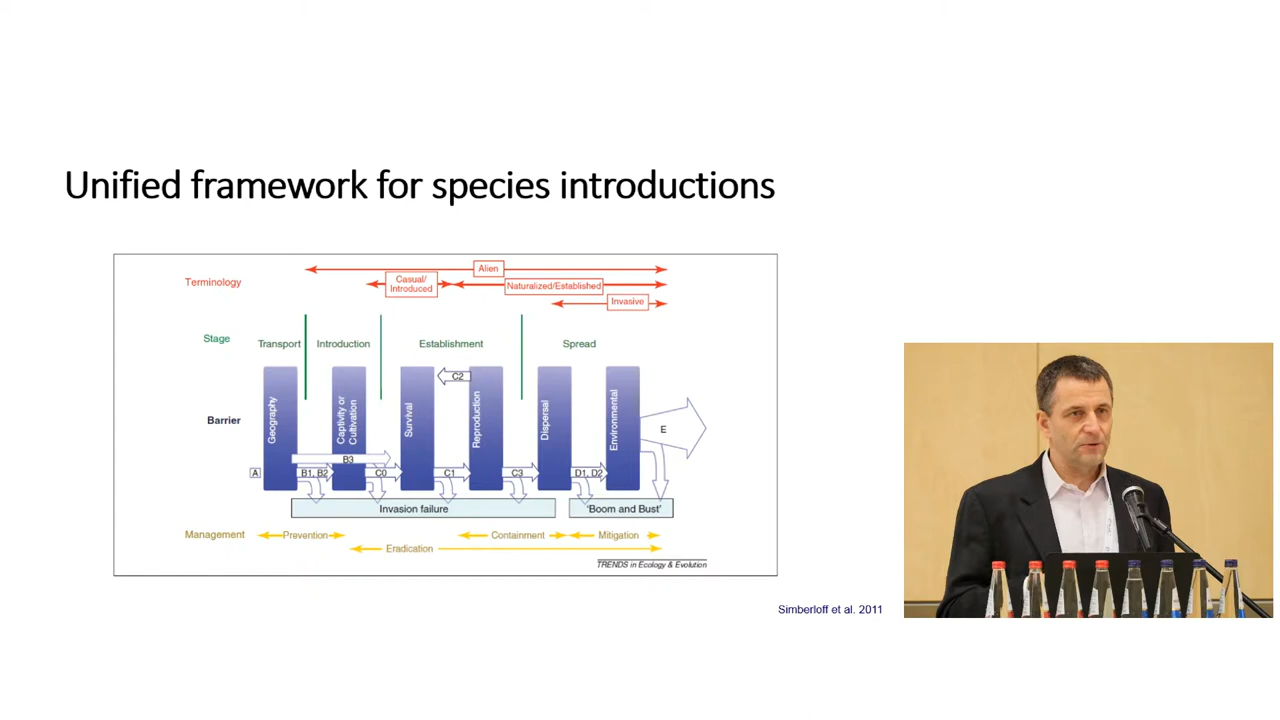 Unified framework for species introductions
Terminology
Alien
Casual/
Introduced
Naturalized/Established
Invasive
Stage
Transport
Introduction
Establishment
Spread
Barrier
Geography
Captivity or
Cultivation
Survival
Reproduction
Dispersal
Environmental
C2
B3
E
A
B1, B2
C0
C1
C3
D1, D2
Invasion failure
'Boom and Bust'
Management
Prevention
Containment
Mitigation
Eradication
TRENDS in Ecology & Evolution
Simberloff et al. 2011